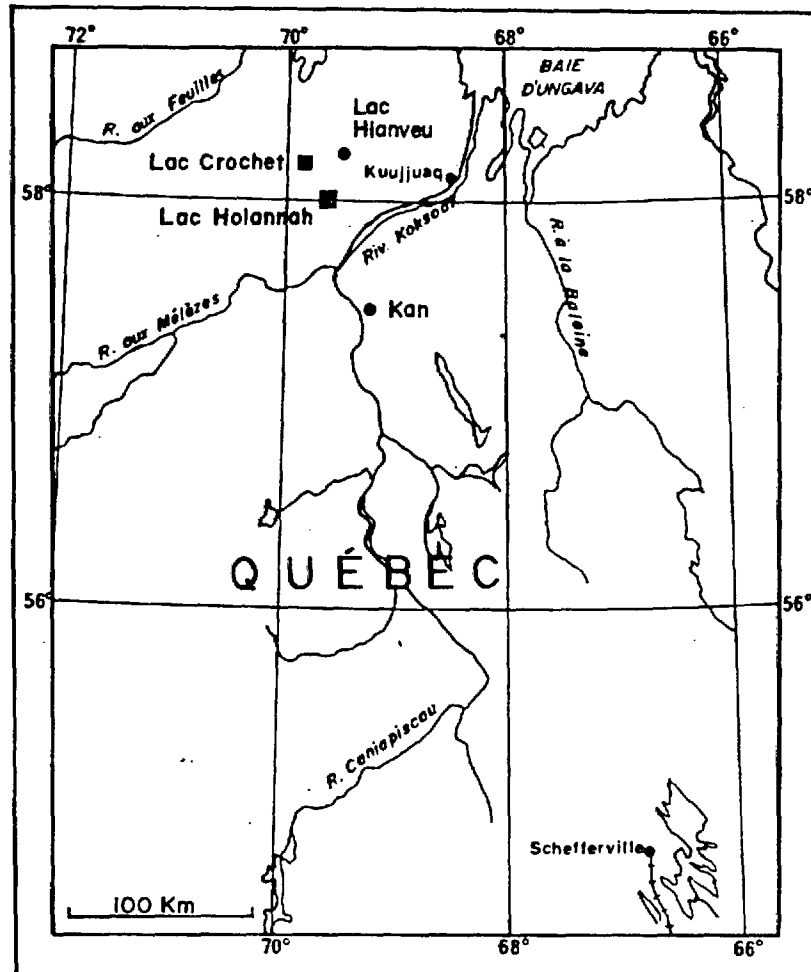 72°
70°
68°
66°
BAIE
D'UNGAVA
R. aux Feuilles
Lac
Hianveu
Lac Crochet
Kuujjuaq
58°
58°
Lac Holannah
Riv. Koksoak
R. à la Baleine
R. aux Mélèzes
Kan
QUÉBEC
56°
56°
R. Caniapiscau
Schefferville
100 Km
70°
68°
66°